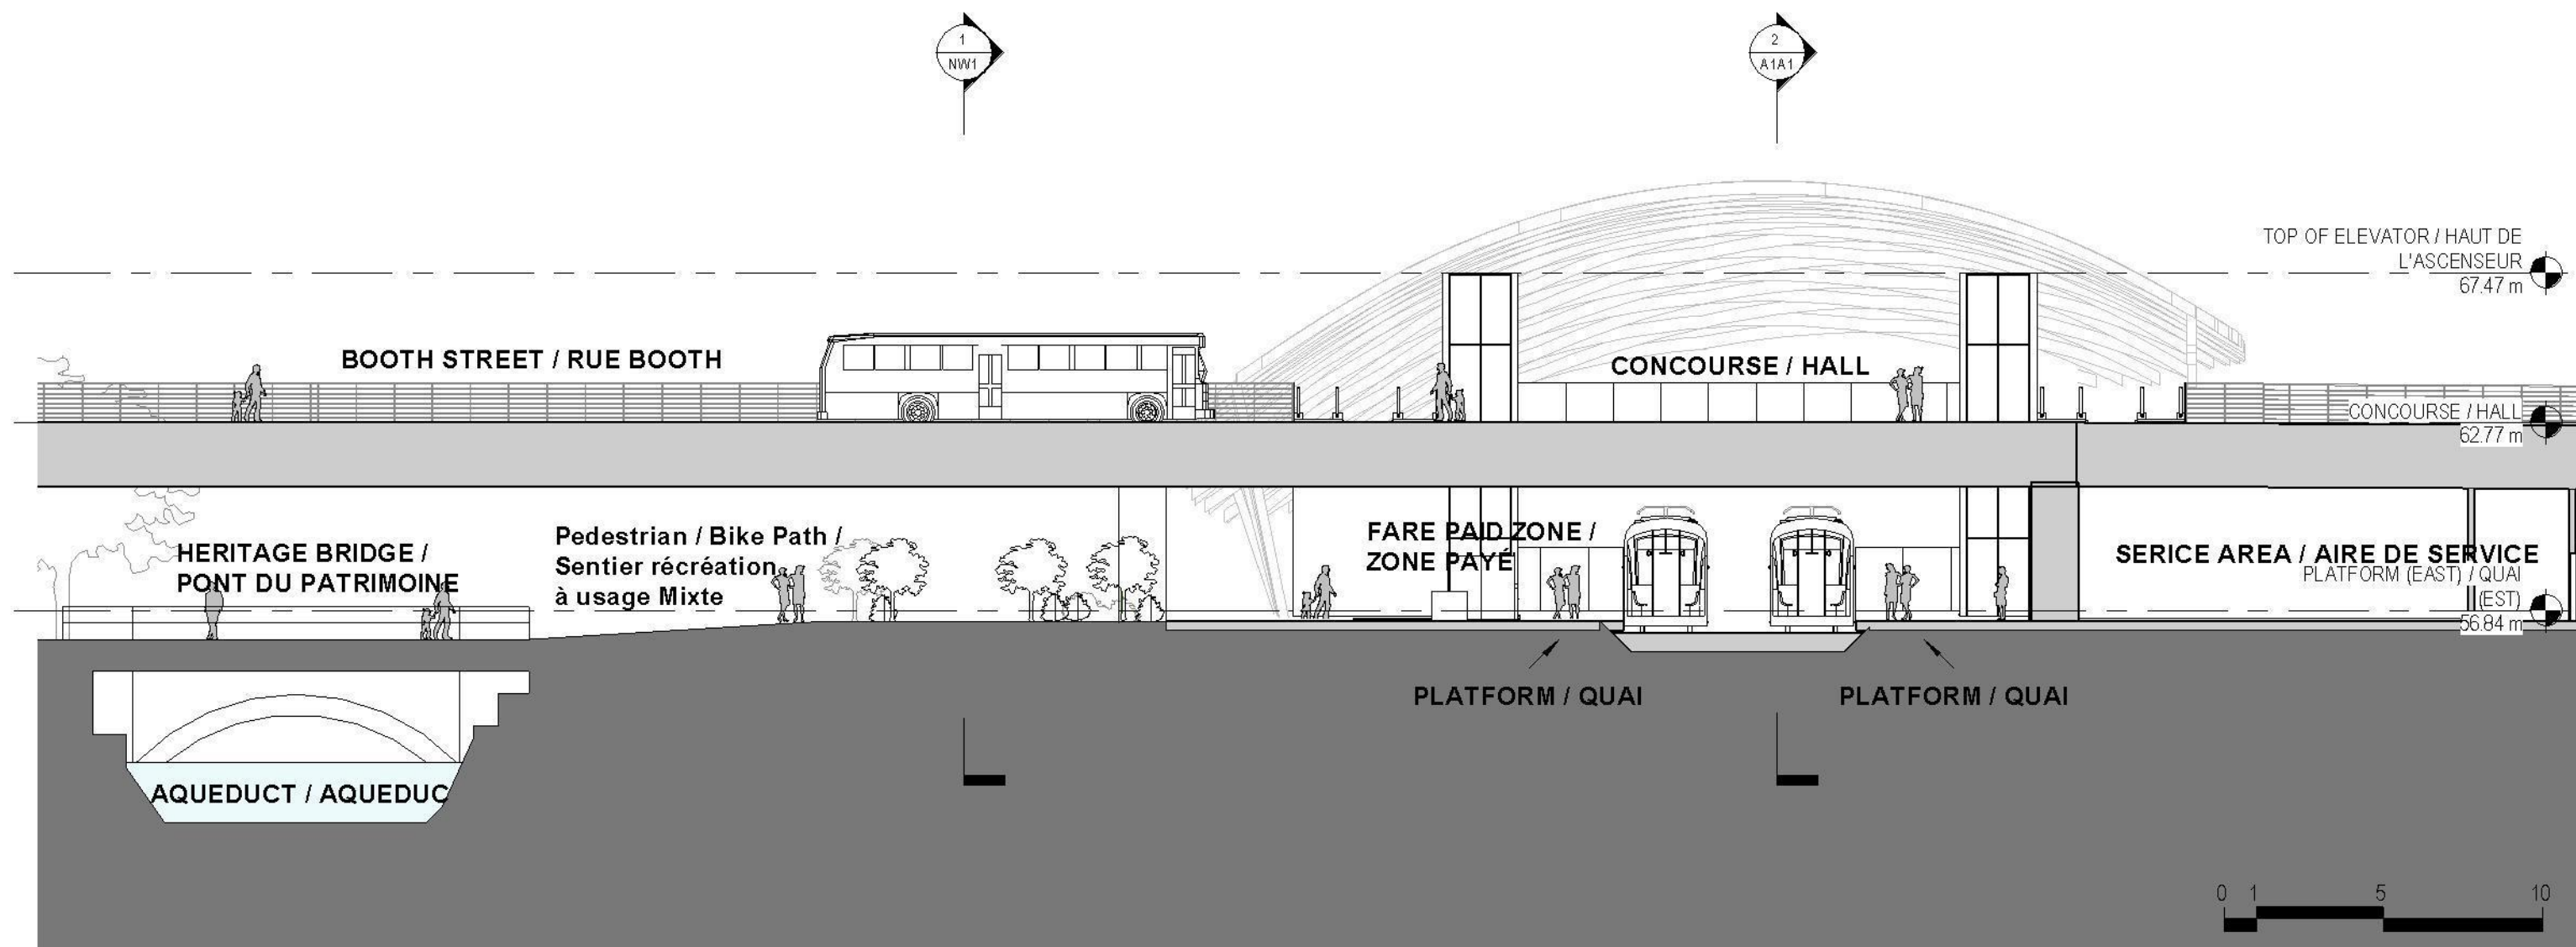 1
NW1
2
A1A1
TOP OF ELEVATOR / HAUT DE
L'ASCENSEUR
67.47 m
BOOTH STREET / RUE BOOTH
CONCOURSE / HALL
CONCOURSE / HALL
62.77 m
HERITAGE BRIDGE /
PONT DU PATRIMOINE
Pedestrian / Bike Path /
Sentier récréation
à usage Mixte
FARE PAID ZONE /
ZONE PAYÉ
SERICE AREA / AIRE DE SERVICE
PLATFORM (EAST) / QUAI
(EST)
56.84 m
PLATFORM / QUAI
PLATFORM / QUAI
AQUEDUCT / AQUEDUC
0 1 5 10